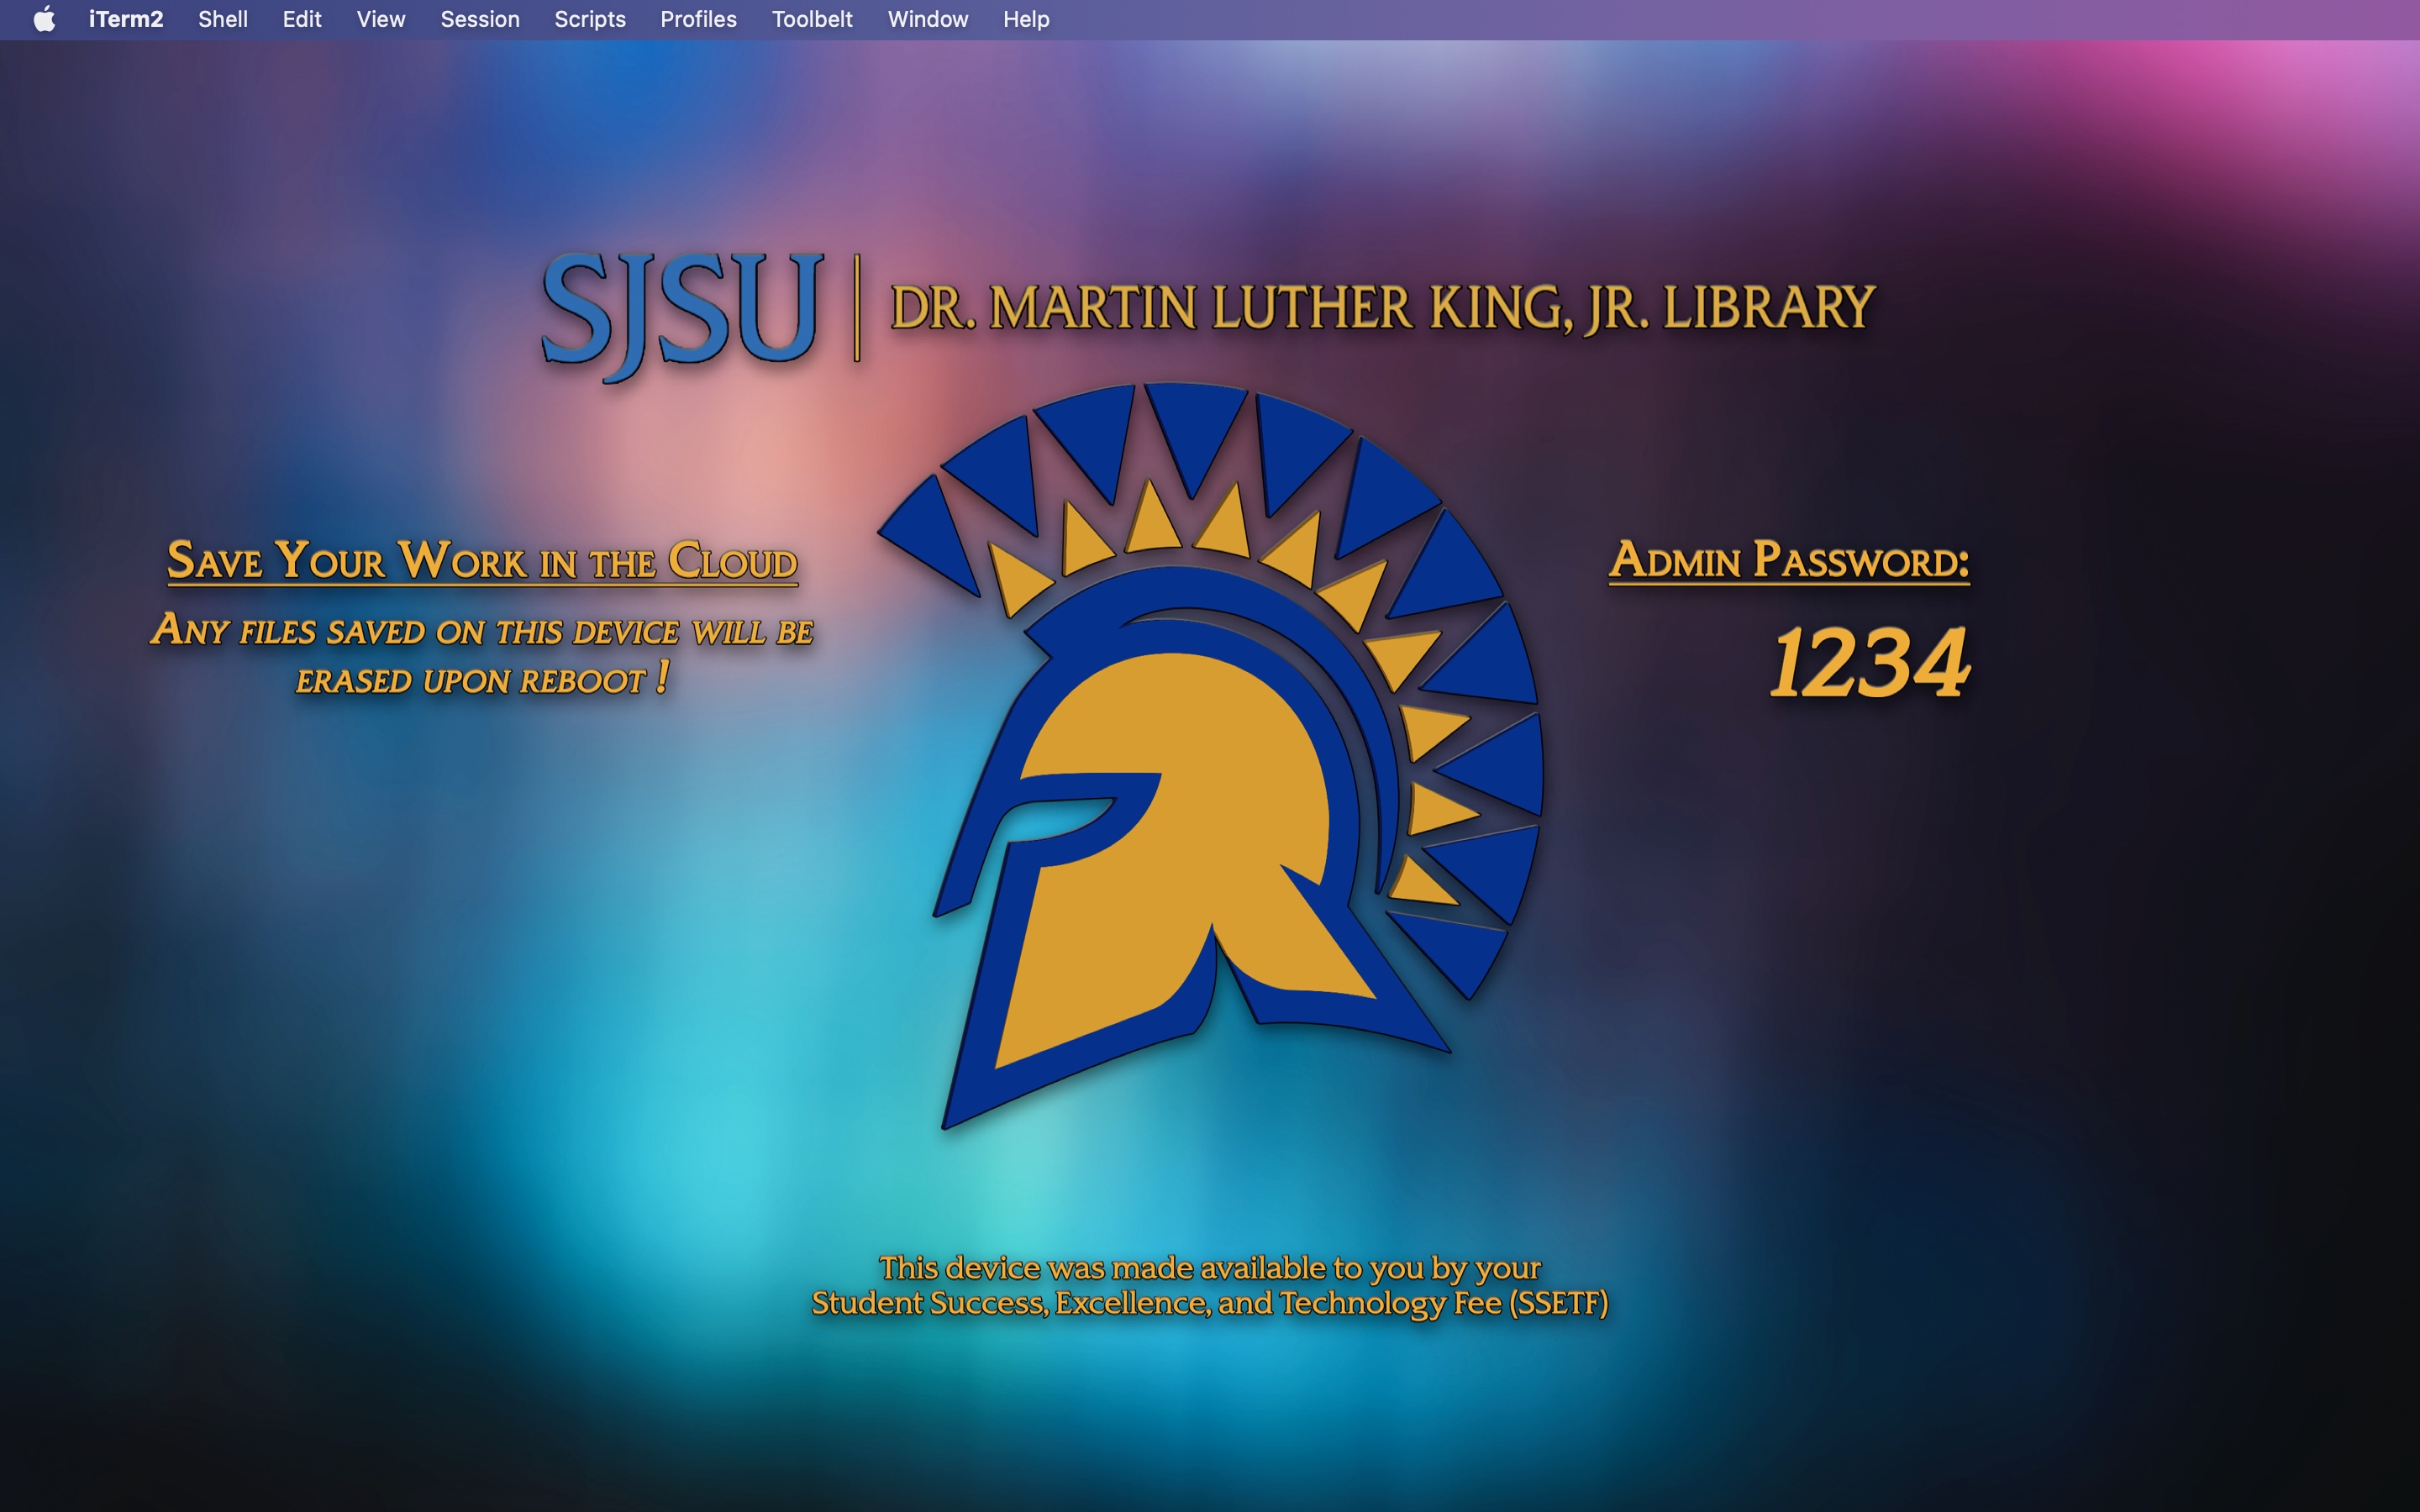 iTerm2 Shell Edit View Session Scripts Profiles Toolbelt Window Help
SJSU | DR. MARTIN LUTHER KING, JR. LIBRARY
SAVE YOUR WORK IN THE CLOUD
ANY FILES SAVED ON THIS DEVICE WILL BE
ERASED UPON REBOOT !
ADMIN PASSWORD:
1234
This device was made available to you by your
Student Success, Excellence, and Technology Fee (SSETF)